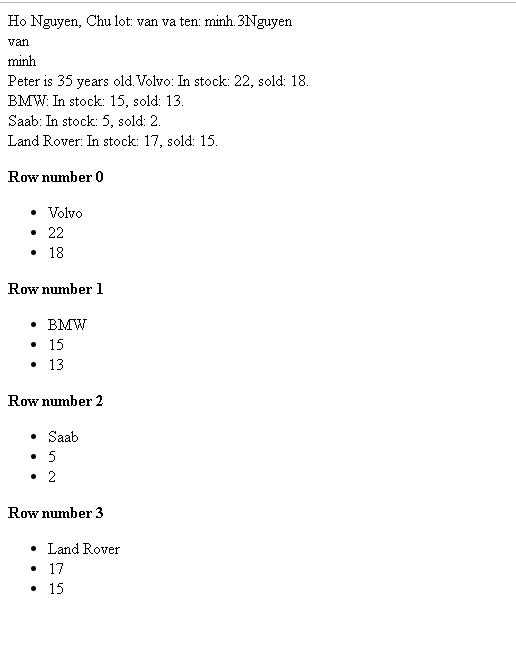 Ho Nguyen, Chu lot: van va ten: minh.3Nguyen
van
minh
Peter is 35 years old.Volvo: In stock: 22, sold: 18.
BMW: In stock: 15, sold: 13.
Saab: In stock: 5, sold: 2.
Land Rover: In stock: 17, sold: 15.
Row number 0
• Volvo
• 22
• 18
Row number 1
• BMW
• 15
• 13
Row number 2
• Saab
• 5
• 2
Row number 3
• Land Rover
• 17
• 15